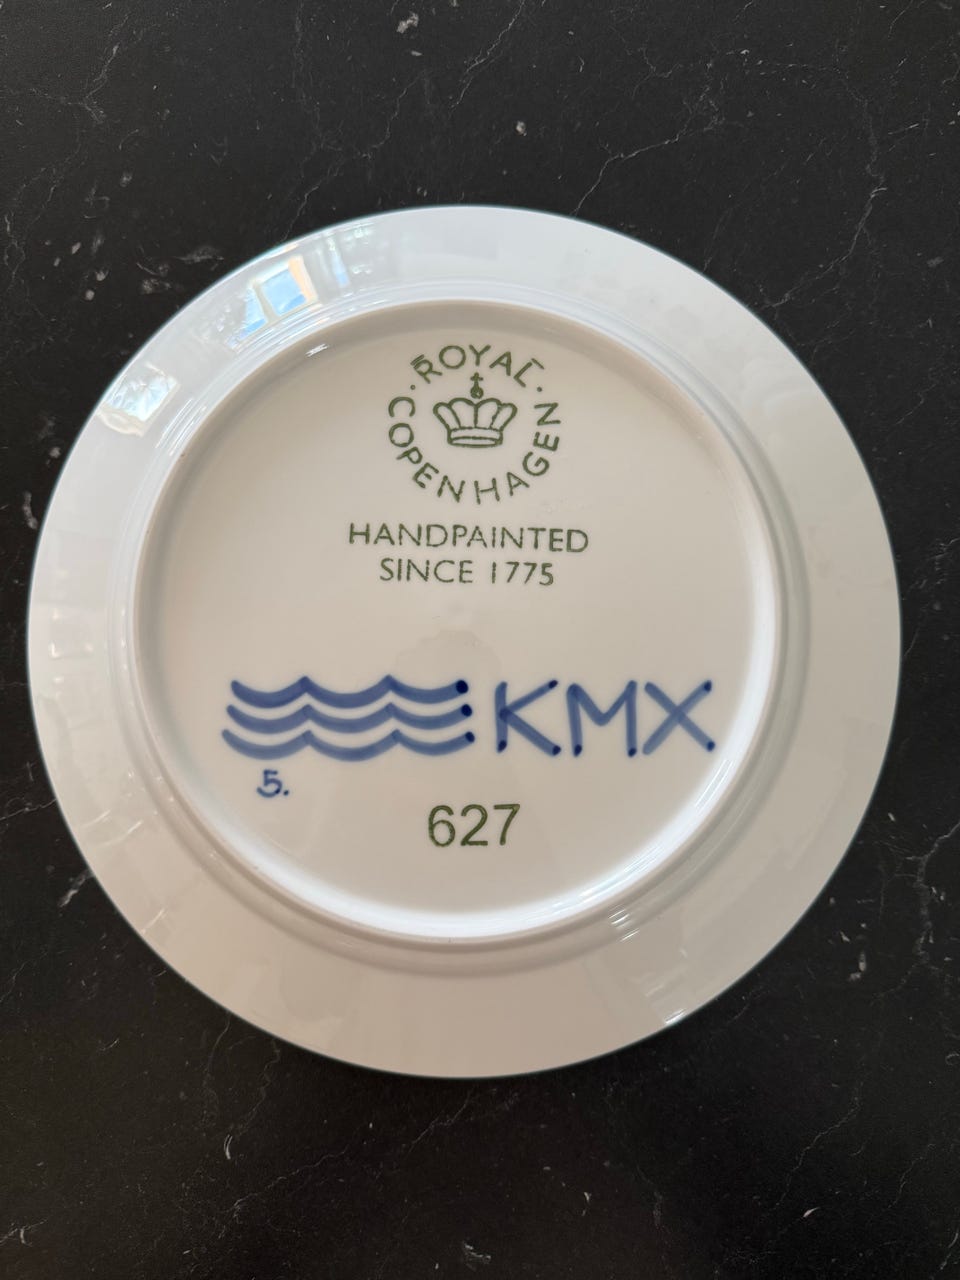 ROYAL
COPENHAGEN
HANDPAINTED
SINCE 1775
KMX
5.
627